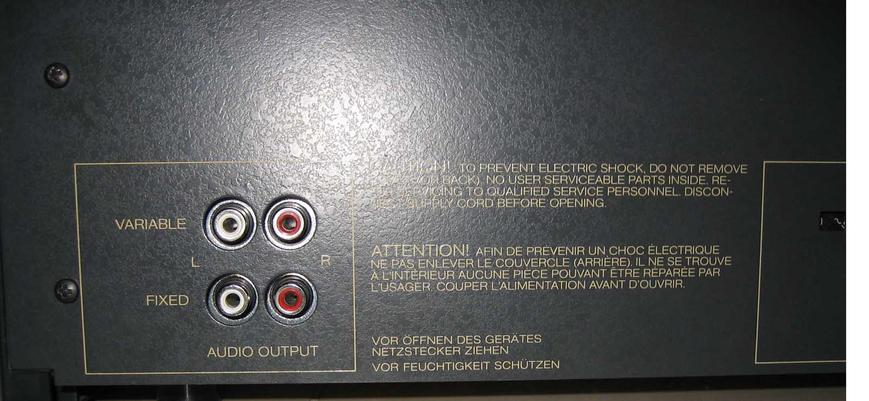 VARIABLE
L R
FIXED
AUDIO OUTPUT
TO PREVENT ELECTRIC SHOCK, DO NOT REMOVE
BACK). NO USER SERVICEABLE PARTS INSIDE. RE-
TO QUALIFIED SERVICE PERSONNEL. DISCON-
SUPPLY CORD BEFORE OPENING.
ATTENTION! AFIN DE PRÉVENIR UN CHOC ÉLECTRIQUE
NE PAS ENLEVER LE COUVERCLE (ARRIÈRE). IL NE SE TROUVE
À L'INTÉRIEUR AUCUNE PIÈCE POUVANT ÊTRE RÉPARÉE PAR
L'USAGER. COUPER L'ALIMENTATION AVANT D'OUVRIR.
VOR ÖFFNEN DES GERÄTES
NETZSTECKER ZIEHEN
VOR FEUCHTIGKEIT SCHÜTZEN